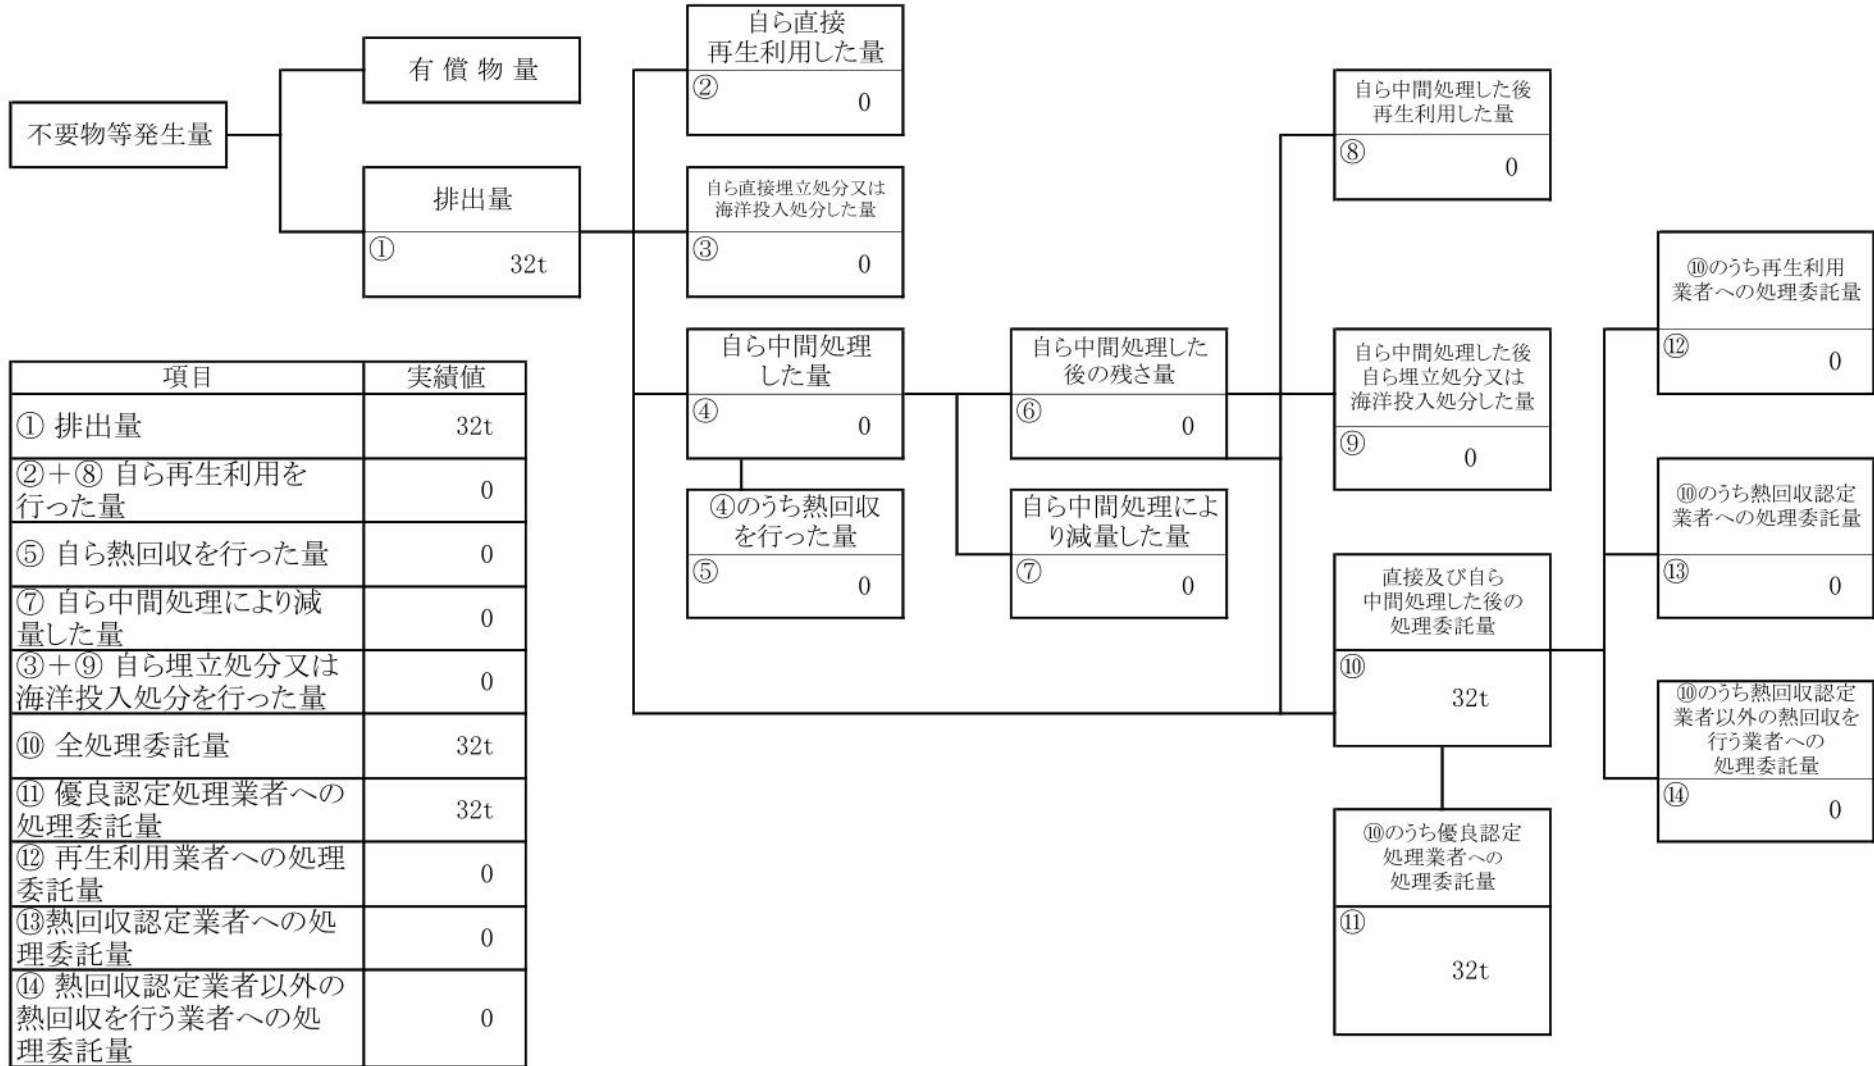 不要物等発生量
有償物量
排出量
①
32t
自ら直接
再生利用した量
②
0
自ら直接埋立処分又は
海洋投入処分した量
③
0
自ら中間処理
した量
④
0
④のうち熱回収
を行った量
⑤
0
自ら中間処理した
後の残さ量
⑥
0
自ら中間処理によ
り減量した量
⑦
0
自ら中間処理した後
再生利用した量
⑧
0
自ら中間処理した後
自ら埋立処分又は
海洋投入処分した量
⑨
0
直接及び自ら
中間処理した後の
処理委託量
⑩
32t
⑩のうち優良認定
処理業者への
処理委託量
⑪
32t
⑩のうち再生利用
業者への処理委託量
⑫
0
⑩のうち熱回収認定
業者への処理委託量
⑬
0
⑩のうち熱回収認定
業者以外の熱回収を
行う業者への
処理委託量
⑭
0
項目 実績値
① 排出量 32t
②＋⑧ 自ら再生利用を
行った量 0
⑤ 自ら熱回収を行った量 0
⑦ 自ら中間処理により減
量した量 0
③＋⑨ 自ら埋立処分又は
海洋投入処分を行った量 0
⑩ 全処理委託量 32t
⑪ 優良認定処理業者への
処理委託量 32t
⑫ 再生利用業者への処理
委託量 0
⑬熱回収認定業者への処
理委託量 0
⑭ 熱回収認定業者以外の
熱回収を行う業者への処
理委託量 0